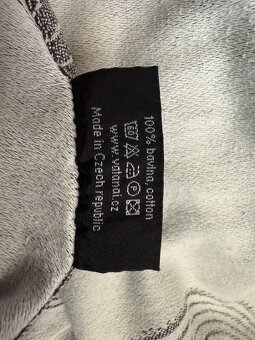 100% bavlna, cotton
www.vatanai.cz
Made in Czech republic